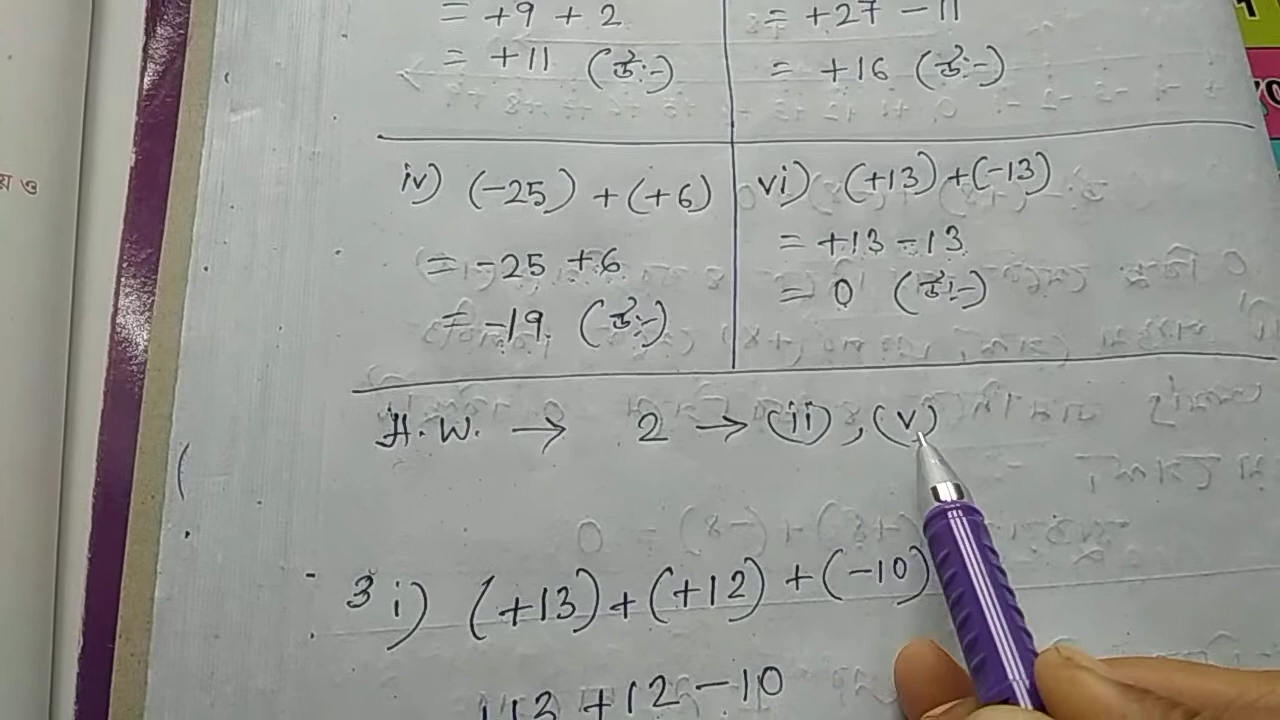 = +9 + 2
= +11 (উঃ-)
= +27 - 11
= +16 (উঃ-)
iv) (-25) + (+6)
= -25 +6
= -19 (উঃ-)
vi) (+13) + (-13)
= +13 - 13
= 0 (উঃ-)
H.W. → 2 → (ii), (v)
3 i) (+13) + (+12) + (-10)
+13 + 12 - 10